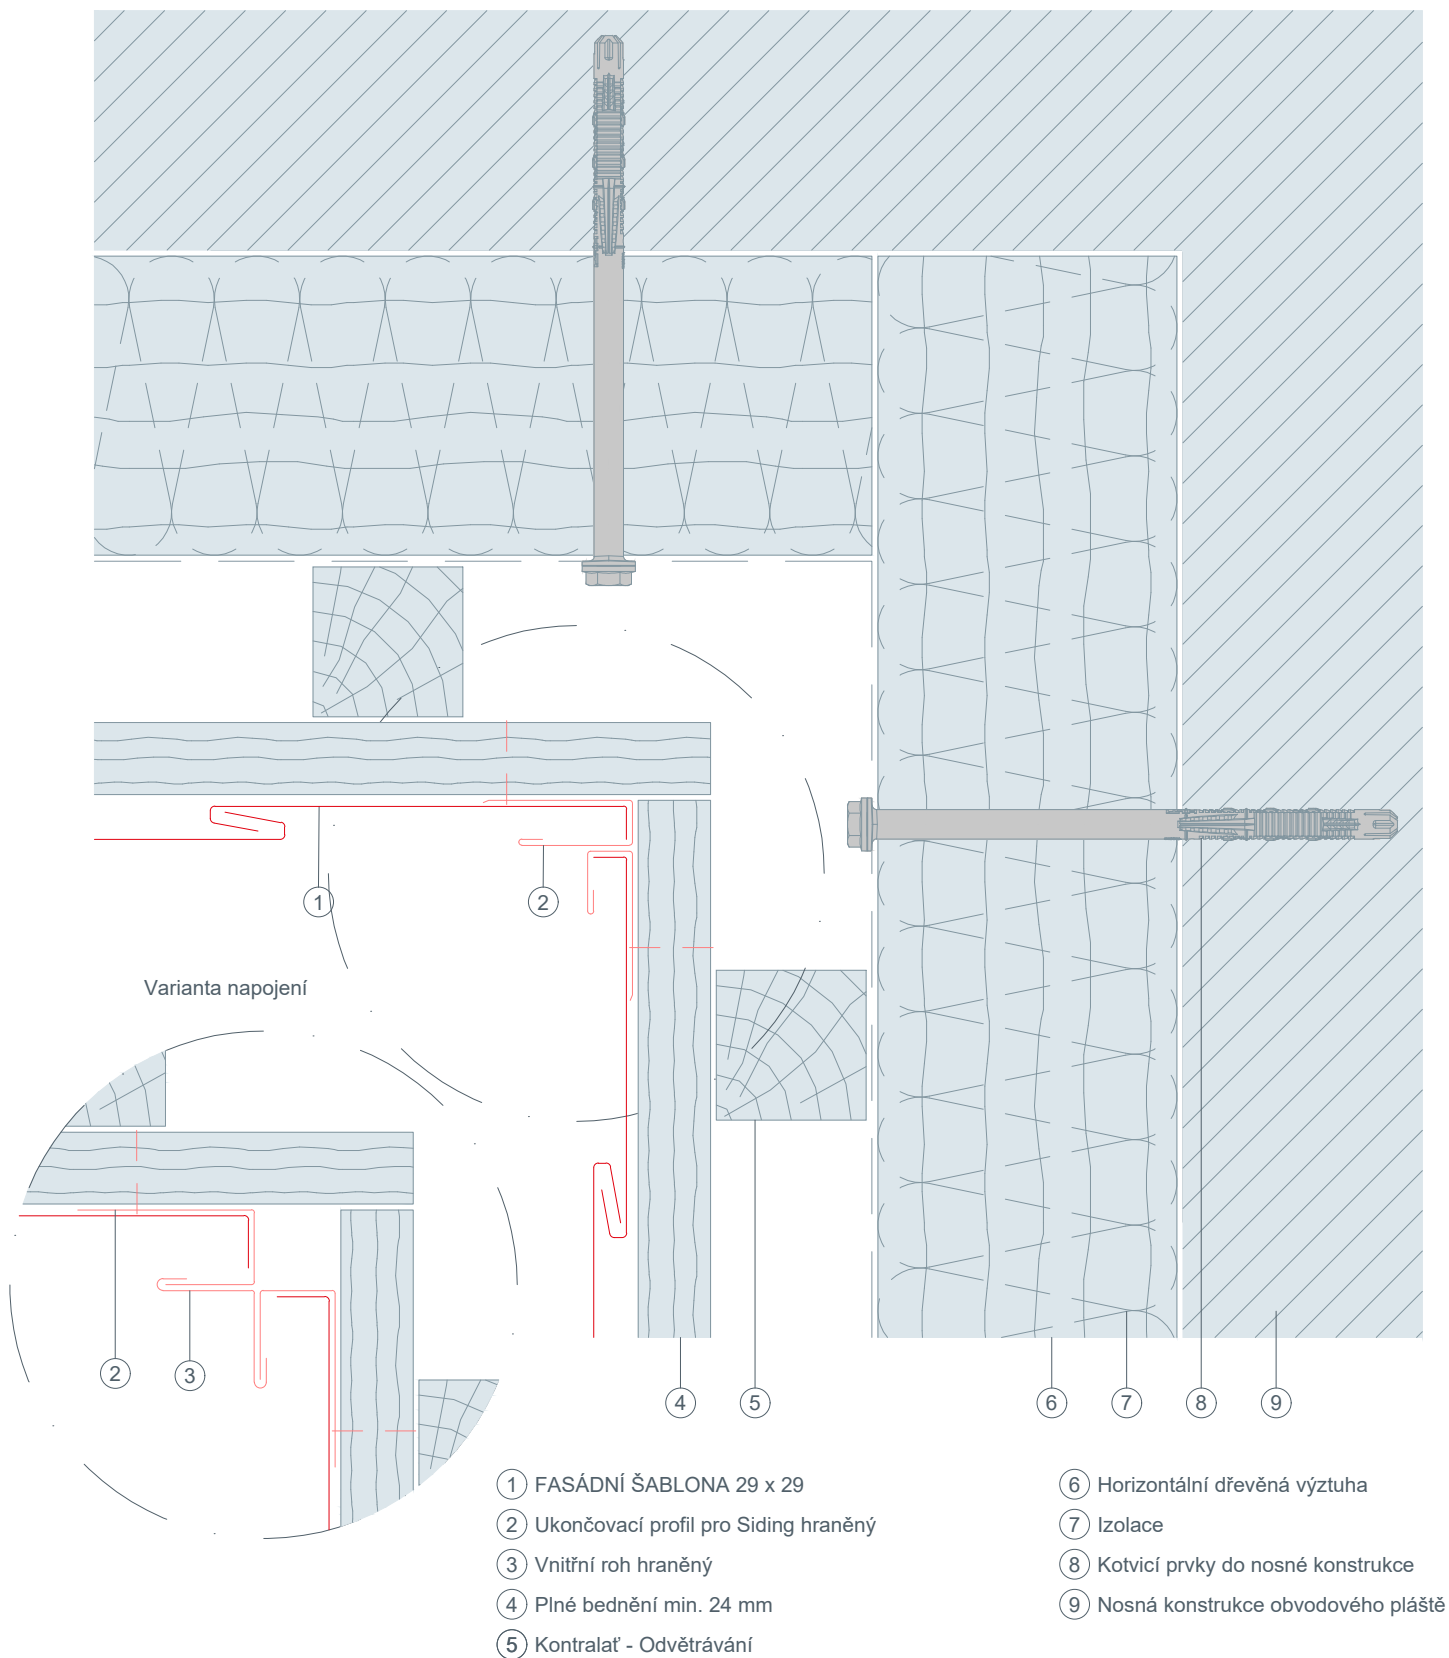 1
2
Varianta napojení
2
3
4
5
6
7
8
9
1 FASÁDNÍ ŠABLONA 29 x 29
2 Ukončovací profil pro Siding hraněný
3 Vnitřní roh hraněný
4 Plné bednění min. 24 mm
5 Kontralať - Odvětrávání
6 Horizontální dřevěná výztuha
7 Izolace
8 Kotvicí prvky do nosné konstrukce
9 Nosná konstrukce obvodového pláště